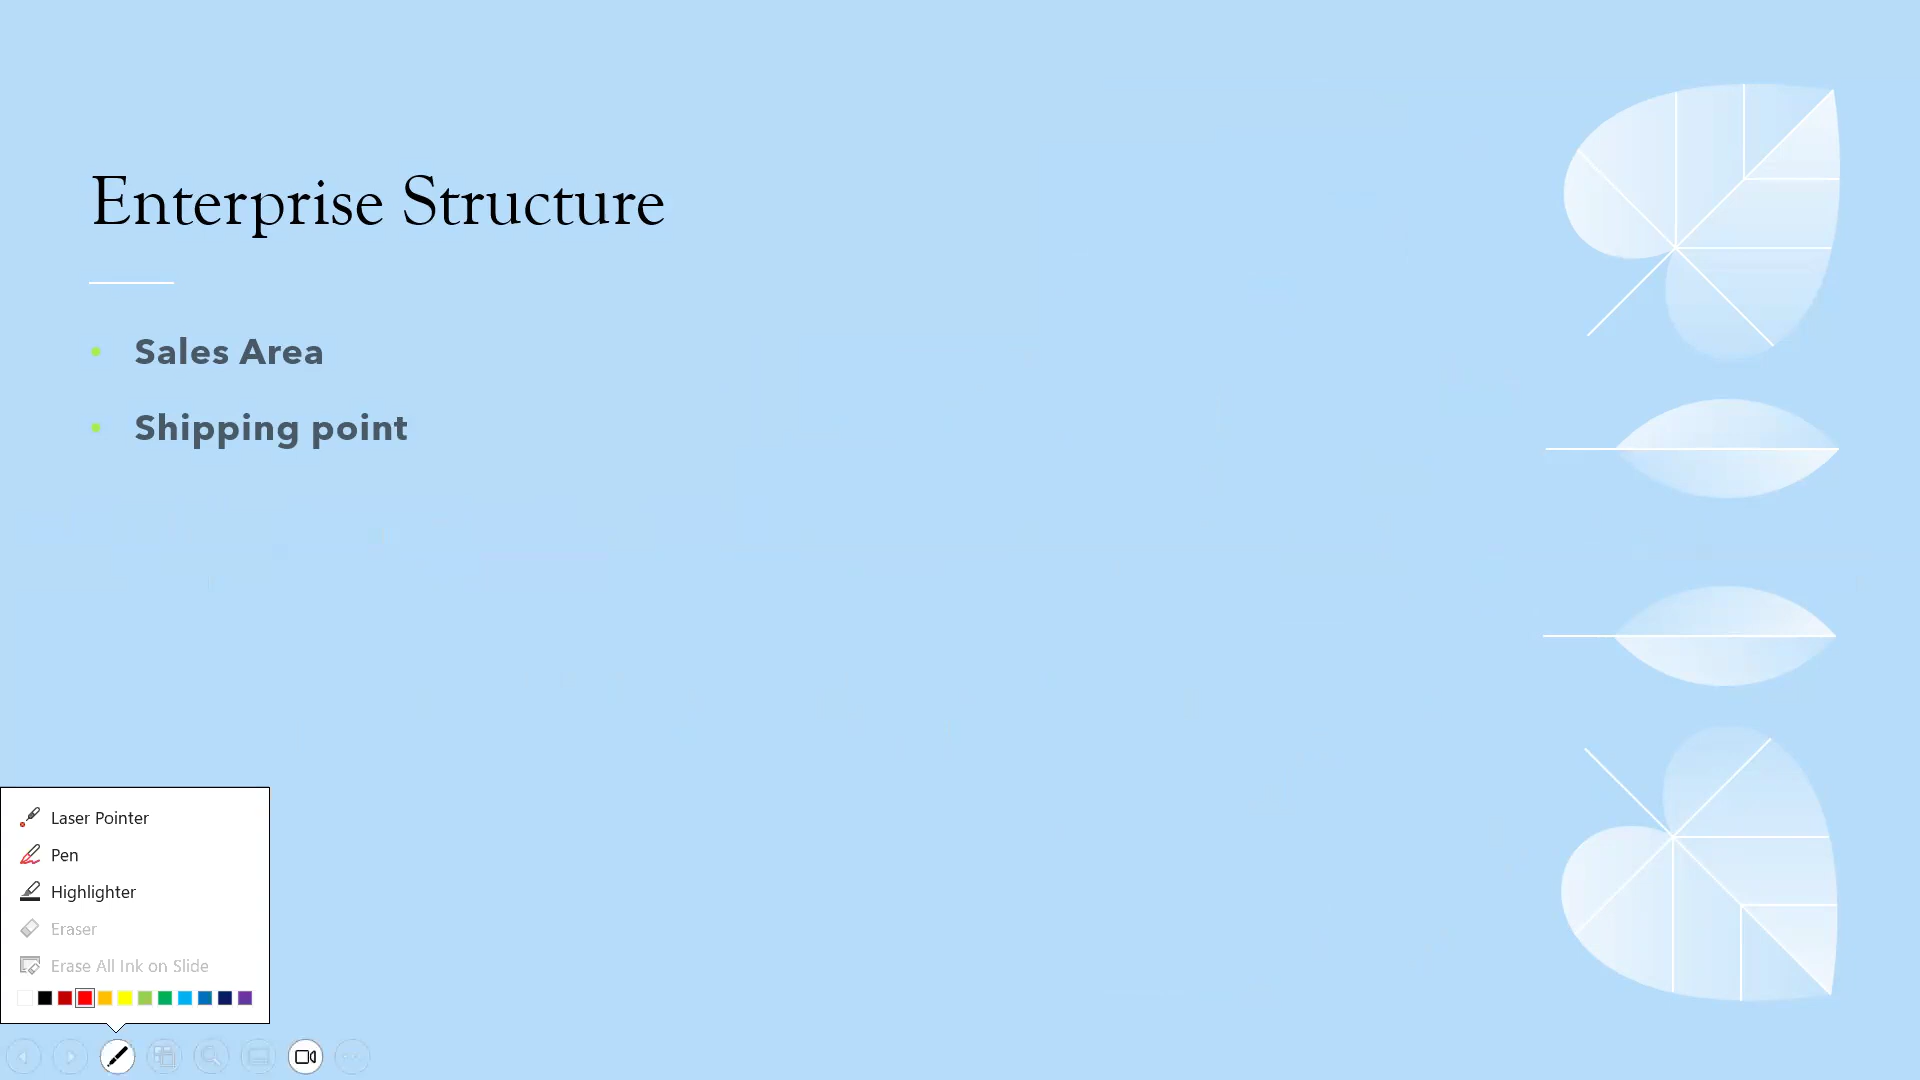 Enterprise Structure
• Sales Area
• Shipping point
Laser Pointer
Pen
Highlighter
Eraser
Erase All Ink on Slide